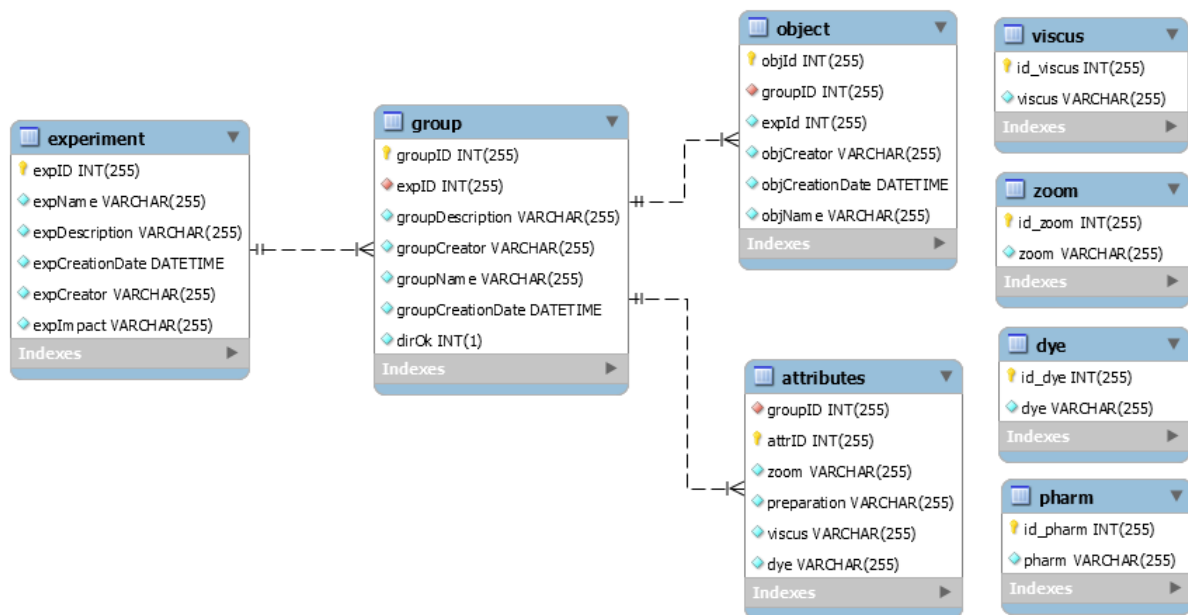 experiment
expID INT(255)
expName VARCHAR(255)
expDescription VARCHAR(255)
expCreationDate DATETIME
expCreator VARCHAR(255)
expImpact VARCHAR(255)
Indexes
group
groupID INT(255)
expID INT(255)
groupDescription VARCHAR(255)
groupCreator VARCHAR(255)
groupName VARCHAR(255)
groupCreationDate DATETIME
dirOk INT(1)
Indexes
object
objId INT(255)
groupID INT(255)
expId INT(255)
objCreator VARCHAR(255)
objCreationDate DATETIME
objName VARCHAR(255)
Indexes
attributes
groupID INT(255)
attrID INT(255)
zoom VARCHAR(255)
preparation VARCHAR(255)
viscus VARCHAR(255)
dye VARCHAR(255)
Indexes
viscus
id_viscus INT(255)
viscus VARCHAR(255)
Indexes
zoom
id_zoom INT(255)
zoom VARCHAR(255)
Indexes
dye
id_dye INT(255)
dye VARCHAR(255)
Indexes
pharm
id_pharm INT(255)
pharm VARCHAR(255)
Indexes